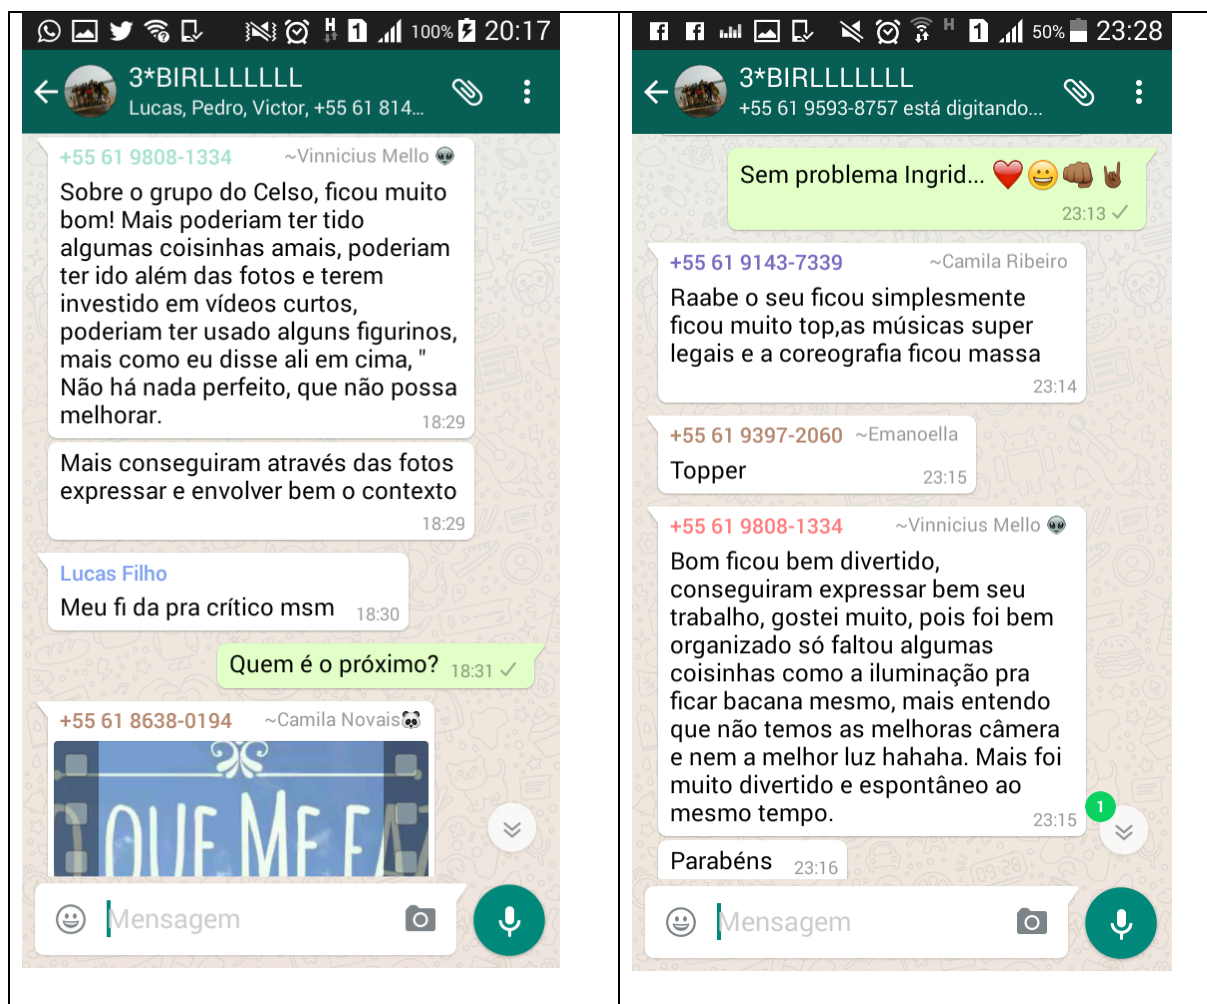 100% 20:17
3*BIRLLLLLLL
Lucas, Pedro, Victor, +55 61 814...
+55 61 9808-1334 ~Vinnicius Mello 👽
Sobre o grupo do Celso, ficou muito
bom! Mais poderiam ter tido
algumas coisinhas amais, poderiam
ter ido além das fotos e terem
investido em vídeos curtos,
poderiam ter usado alguns figurinos,
mais como eu disse ali em cima, "
Não há nada perfeito, que não possa
melhorar.
18:29
Mais conseguiram através das fotos
expressar e envolver bem o contexto
18:29
Lucas Filho
Meu fi da pra crítico msm 18:30
Quem é o próximo? 18:31
+55 61 8638-0194 ~Camila Novais🐼
QUE ME FA
Mensagem
H 1 50% 23:28
3*BIRLLLLLLL
+55 61 9593-8757 está digitando...
Sem problema Ingrid... ❤️😀👊🏾🤘🏾
23:13
+55 61 9143-7339 ~Camila Ribeiro
Raabe o seu ficou simplesmente
ficou muito top,as músicas super
legais e a coreografia ficou massa
23:14
+55 61 9397-2060 ~Emanoella
Topper 23:15
+55 61 9808-1334 ~Vinnicius Mello 👽
Bom ficou bem divertido,
conseguiram expressar bem seu
trabalho, gostei muito, pois foi bem
organizado só faltou algumas
coisinhas como a iluminação pra
ficar bacana mesmo, mais entendo
que não temos as melhoras câmera
e nem a melhor luz hahaha. Mais foi
muito divertido e espontâneo ao
mesmo tempo.
23:15
1
Parabéns 23:16
Mensagem